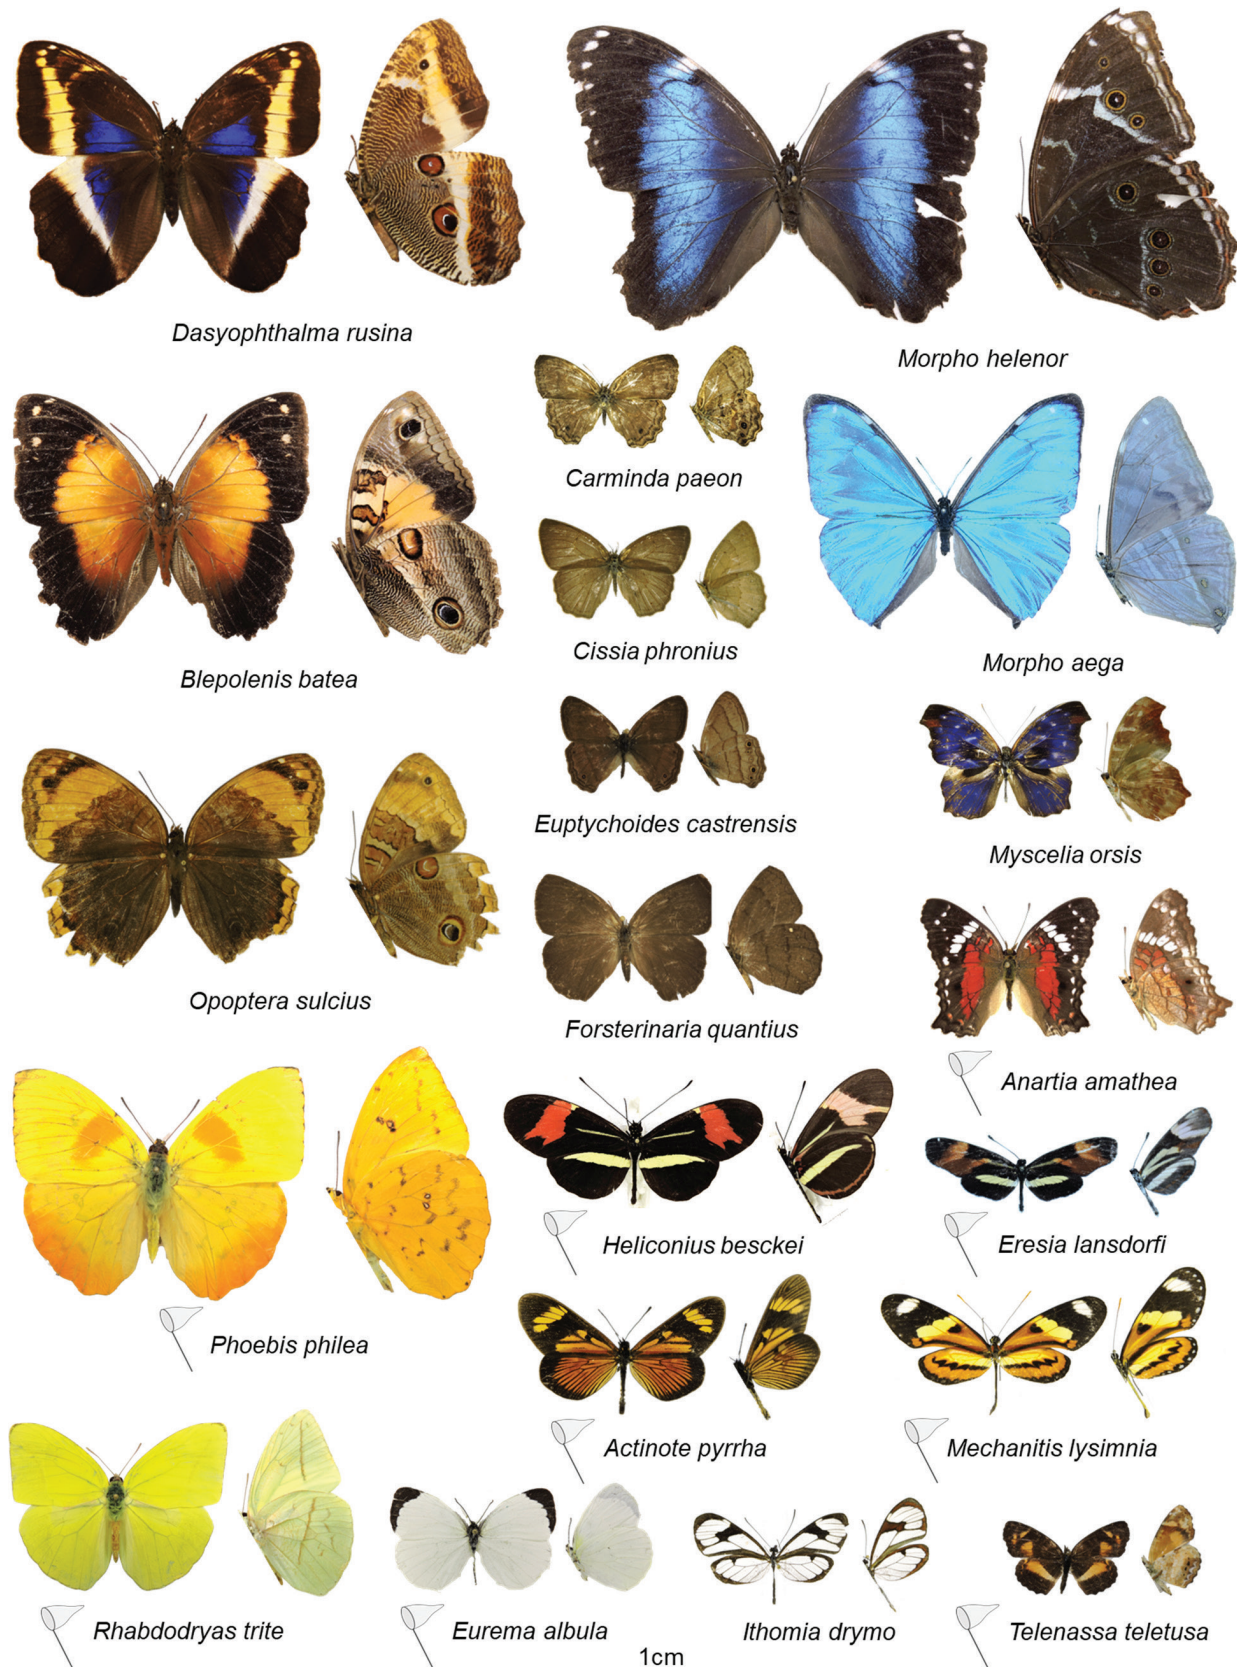 Dasyophthalma rusina
Morpho helenor
Carminda paeon
Cissia phronius
Morpho aega
Blepolenis batea
Euptychoides castrensis
Myscelia orsis
Opoptera sulcius
Forsterinaria quantius
Anartia amathea
Heliconius besckei
Eresia lansdorfi
Phoebis philea
Actinote pyrrha
Mechanitis lysimnia
Rhabdodryas trite
Eurema albula
Ithomia drymo
Telenassa teletusa
1cm